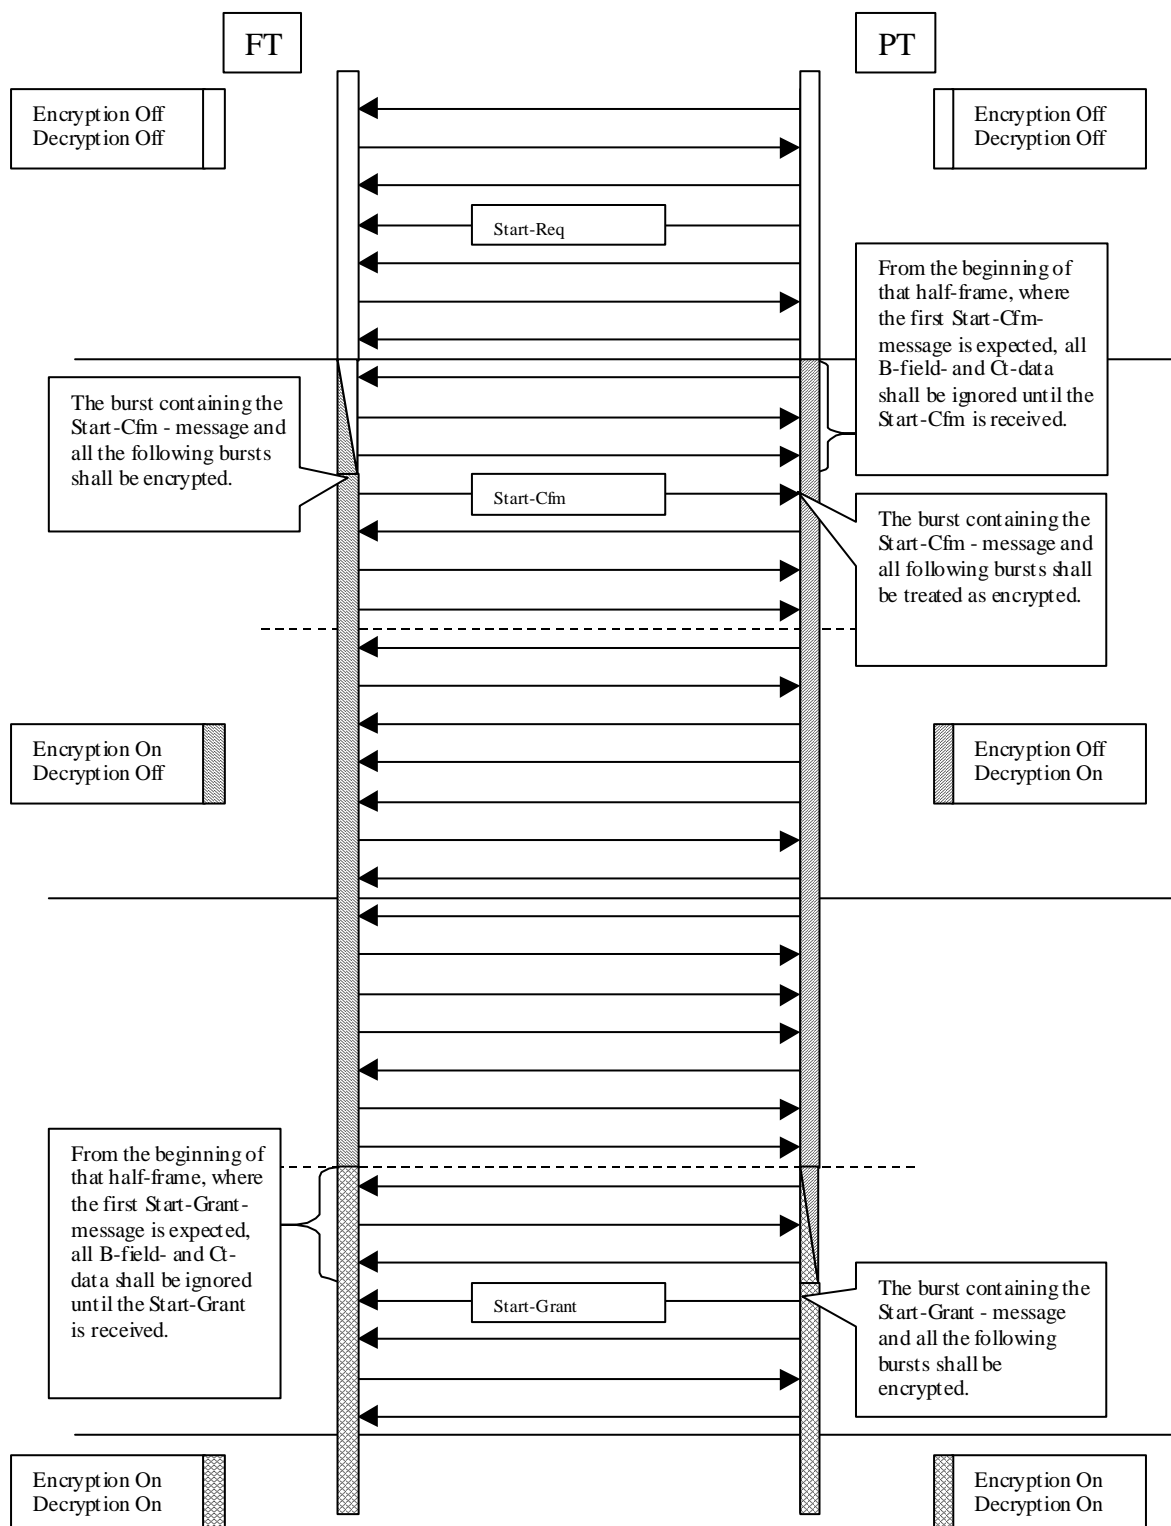 FT
PT
Encryption Off
Decryption Off
Encryption Off
Decryption Off
Start-Req
From the beginning of
that half-frame, where
the first Start-Cfm-
message is expected, all
B-field- and Ct-data
shall be ignored until the
Start-Cfm is received.
The burst containing the
Start-Cfm - message and
all the following bursts
shall be encrypted.
Start-Cfm
The burst containing the
Start-Cfm - message and
all following bursts shall
be treated as encrypted.
Encryption On
Decryption Off
Encryption Off
Decryption On
From the beginning of
that half-frame, where
the first Start-Grant-
message is expected,
all B-field- and Ct-
data shall be ignored
until the Start-Grant
is received.
Start-Grant
The burst containing the
Start-Grant - message
and all the following
bursts shall be
encrypted.
Encryption On
Decryption On
Encryption On
Decryption On